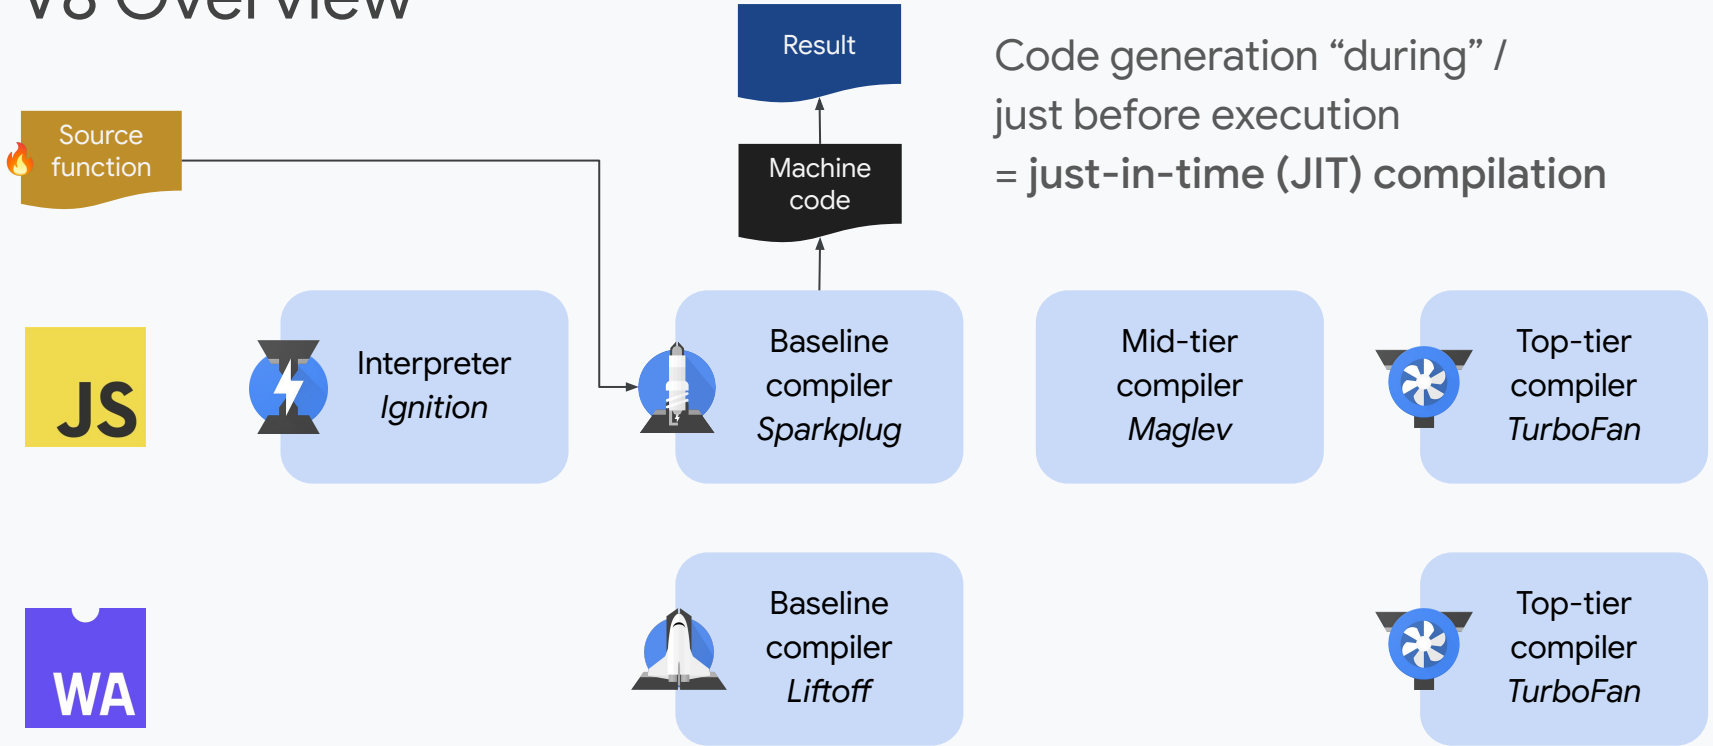 V8 Overview
Result
Code generation “during” /
just before execution
= just-in-time (JIT) compilation
Source
function
Machine
code
JS
Interpreter
Ignition
Baseline
compiler
Sparkplug
Mid-tier
compiler
Maglev
Top-tier
compiler
TurboFan
WA
Baseline
compiler
Liftoff
Top-tier
compiler
TurboFan